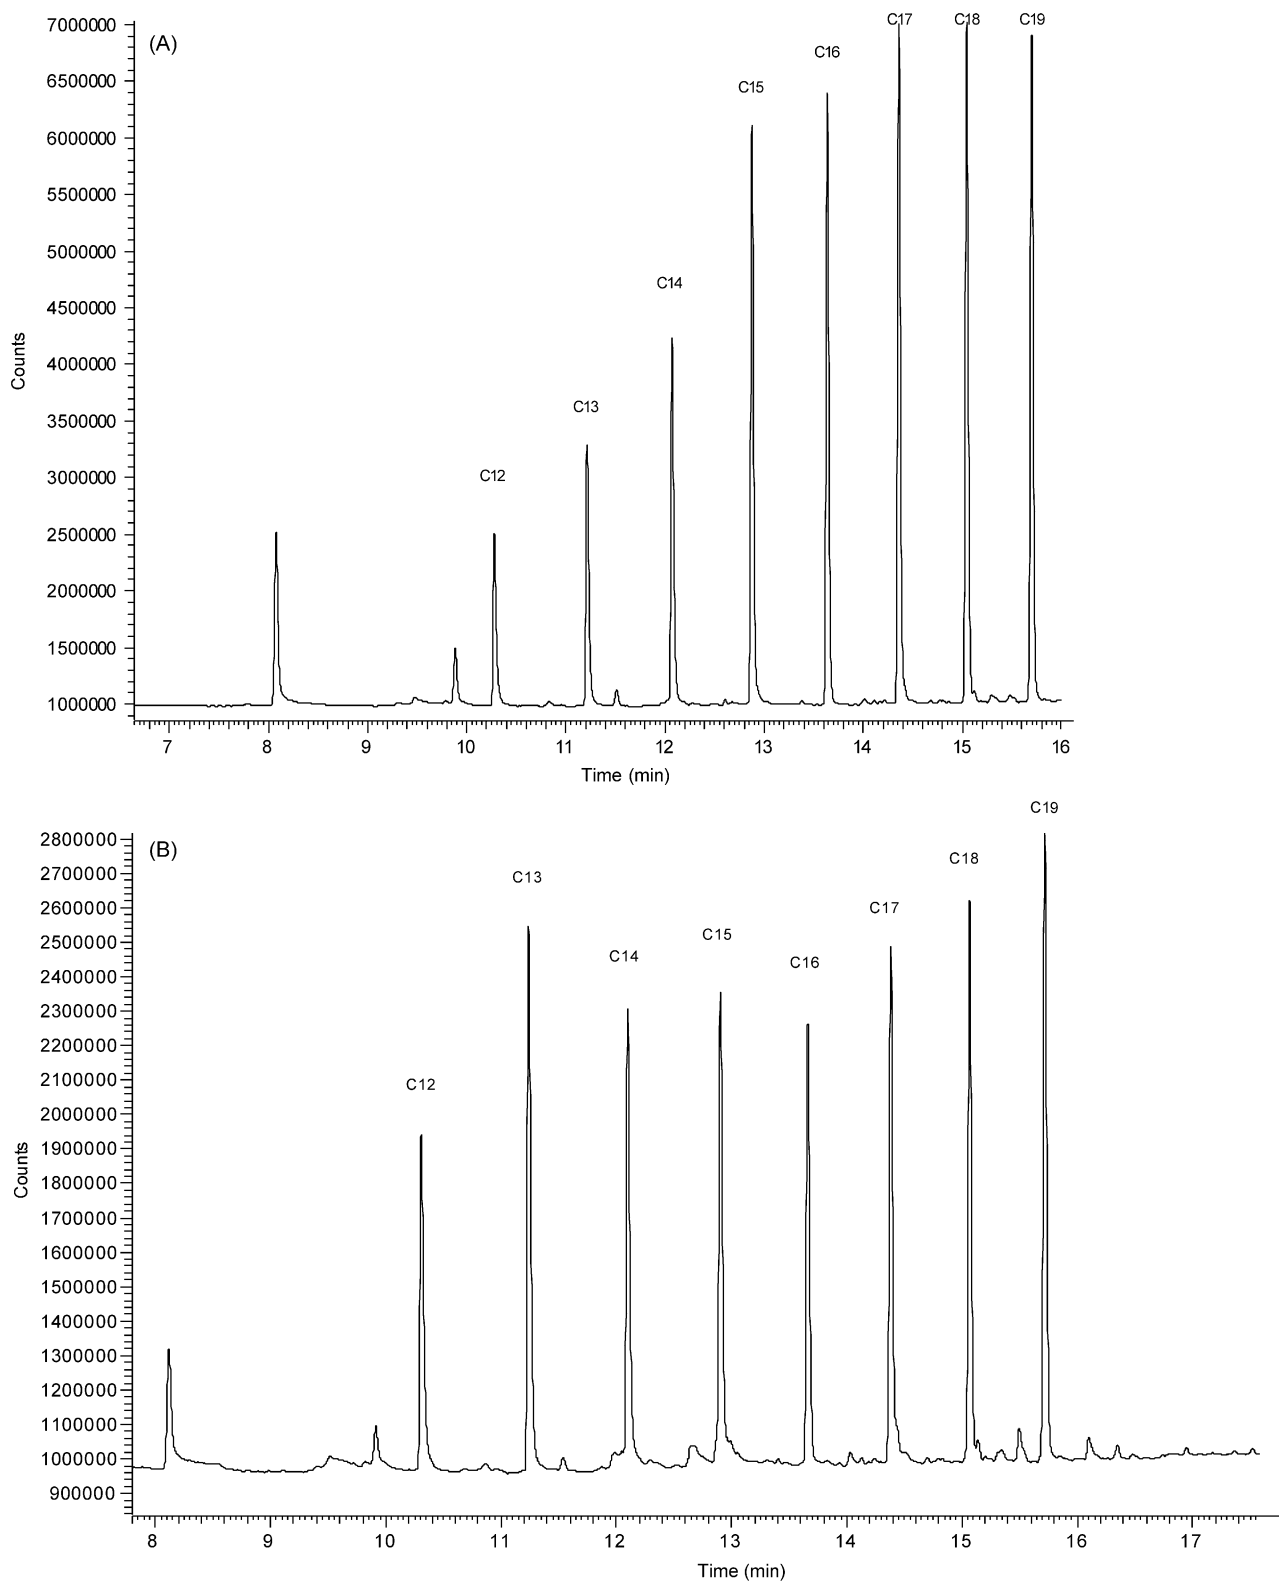 (A)
C17 C18 C19
C16
C15
C14
C13
C12
7000000
6500000
6000000
5500000
5000000
4500000
4000000
3500000
3000000
2500000
2000000
1500000
1000000
Counts
7 8 9 10 11 12 13 14 15 16
Time (min)
(B)
C19
C18
C13
C17
C15
C14
C16
C12
2800000
2700000
2600000
2500000
2400000
2300000
2200000
2100000
2000000
1900000
1800000
1700000
1600000
1500000
1400000
1300000
1200000
1100000
1000000
900000
Counts
8 9 10 11 12 13 14 15 16 17
Time (min)